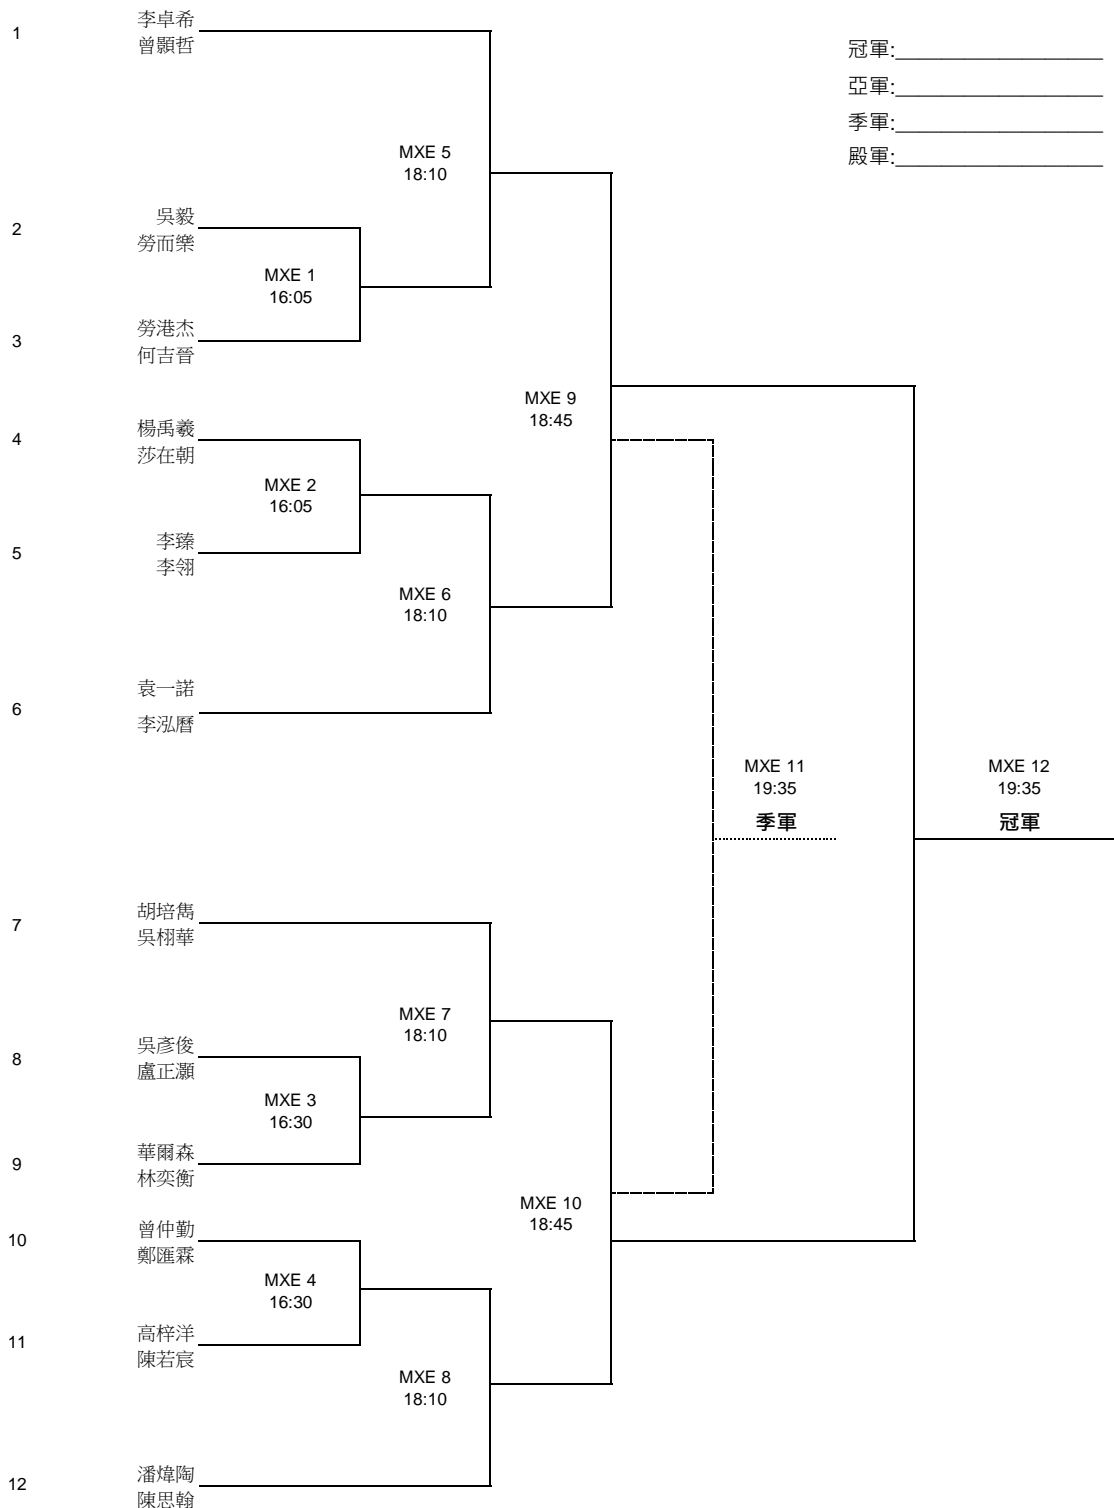 1
李卓希
曾顥哲
冠軍:__________________
亞軍:__________________
季軍:__________________
殿軍:__________________
MXE 5
18:10
2
吳毅
勞而樂
MXE 1
16:05
3
勞港杰
何吉晉
MXE 9
18:45
4
楊禹羲
莎在朝
MXE 2
16:05
5
李臻
李翎
MXE 6
18:10
6
袁一諾
李泓曆
MXE 11
19:35
季軍
MXE 12
19:35
冠軍
7
胡培雋
吳栩華
MXE 7
18:10
8
吳彥俊
盧正灝
MXE 3
16:30
9
華爾森
林奕衡
MXE 10
18:45
10
曾仲勤
鄭匯霖
MXE 4
16:30
11
高梓洋
陳若宸
MXE 8
18:10
12
潘煒陶
陳思翰